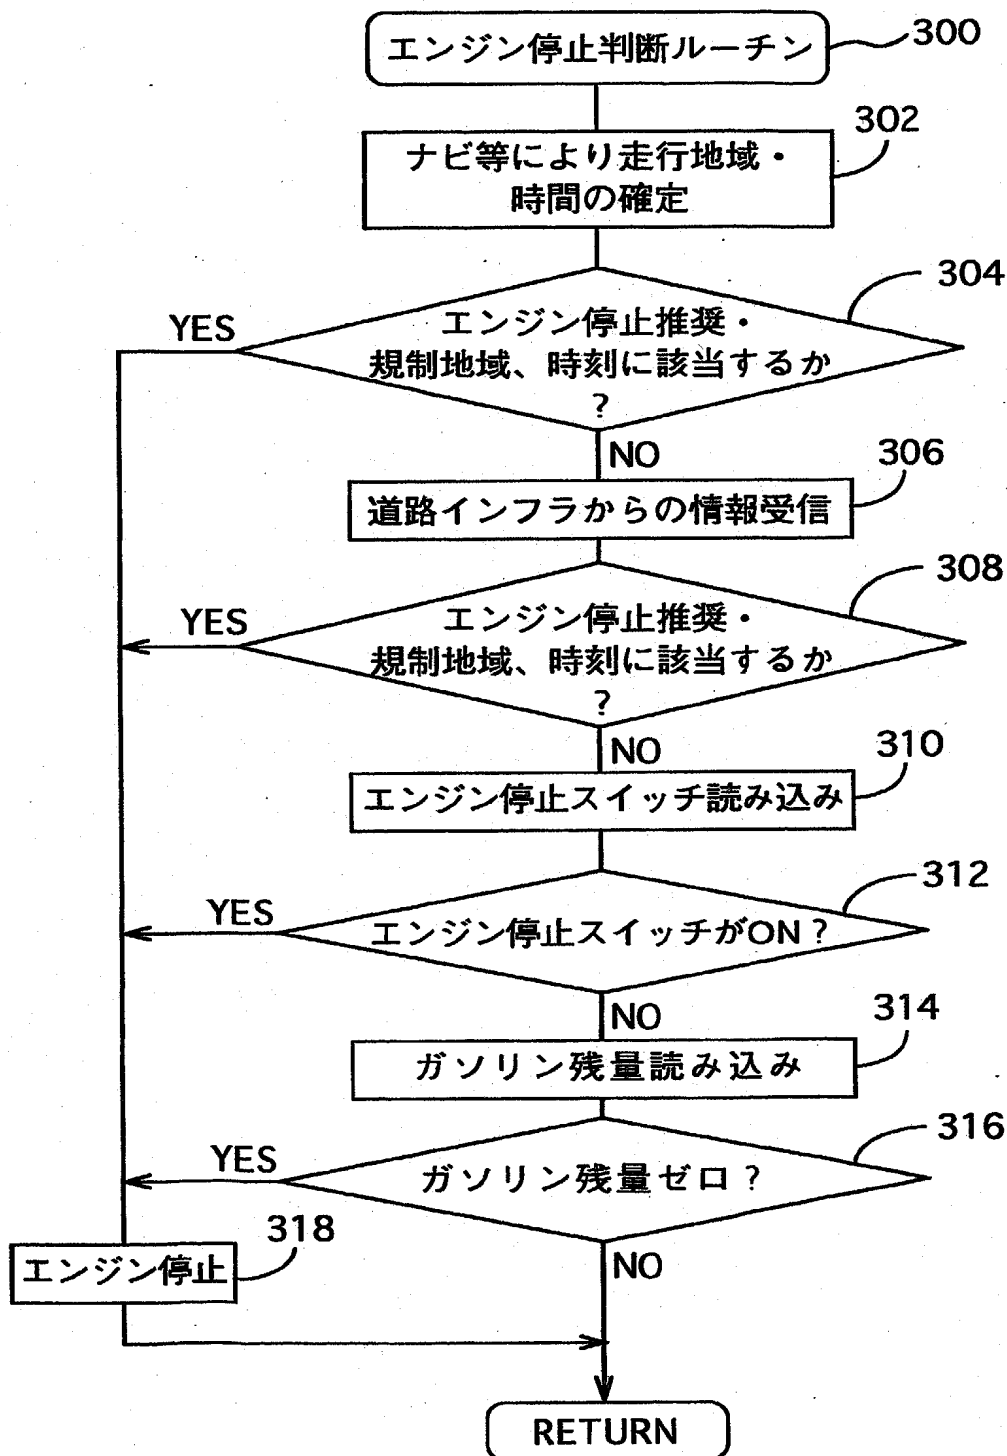 エンジン停止判断ルーチン
300
302
ナビ等により走行地域・
時間の確定
304
YES
エンジン停止推奨・
規制地域、時刻に該当するか
?
NO
306
道路インフラからの情報受信
308
YES
エンジン停止推奨・
規制地域、時刻に該当するか
?
NO
310
エンジン停止スイッチ読み込み
312
YES
エンジン停止スイッチがON?
NO
314
ガソリン残量読み込み
316
YES
ガソリン残量ゼロ?
318
エンジン停止
NO
RETURN